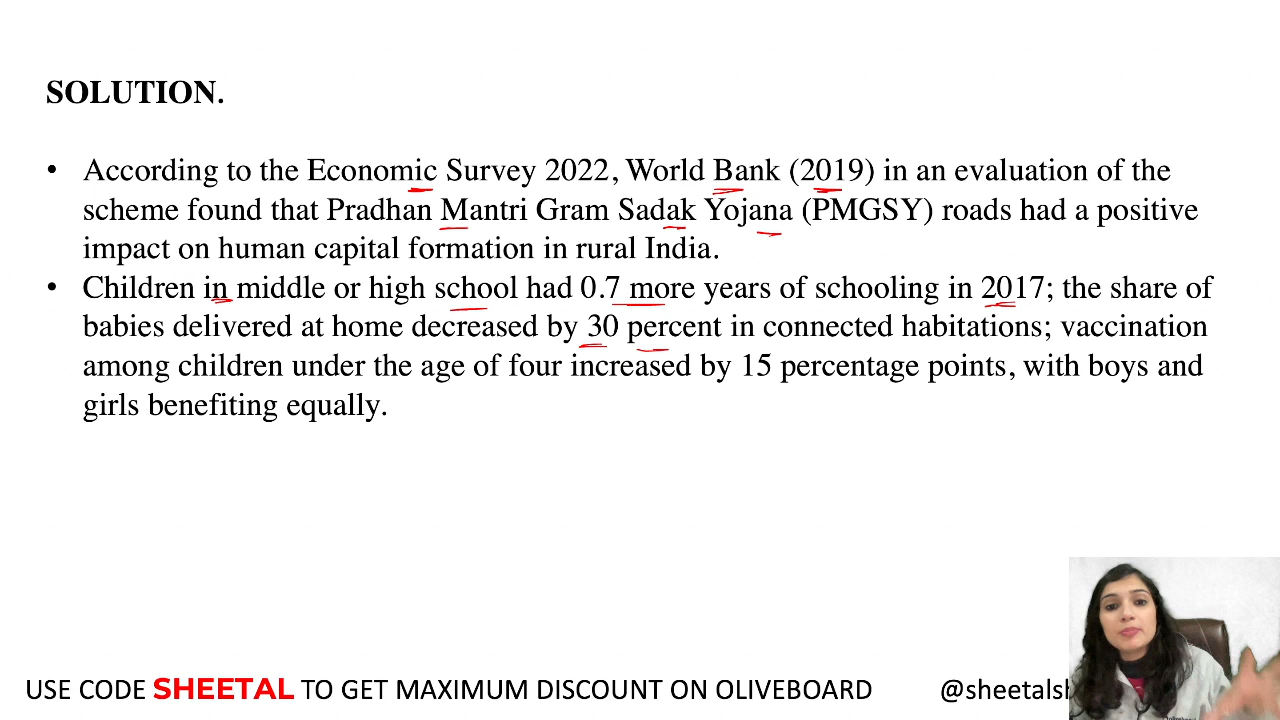 SOLUTION.
• According to the Economic Survey 2022, World Bank (2019) in an evaluation of the
scheme found that Pradhan Mantri Gram Sadak Yojana (PMGSY) roads had a positive
impact on human capital formation in rural India.
• Children in middle or high school had 0.7 more years of schooling in 2017; the share of
babies delivered at home decreased by 30 percent in connected habitations; vaccination
among children under the age of four increased by 15 percentage points, with boys and
girls benefiting equally.
USE CODE SHEETAL TO GET MAXIMUM DISCOUNT ON OLIVEBOARD